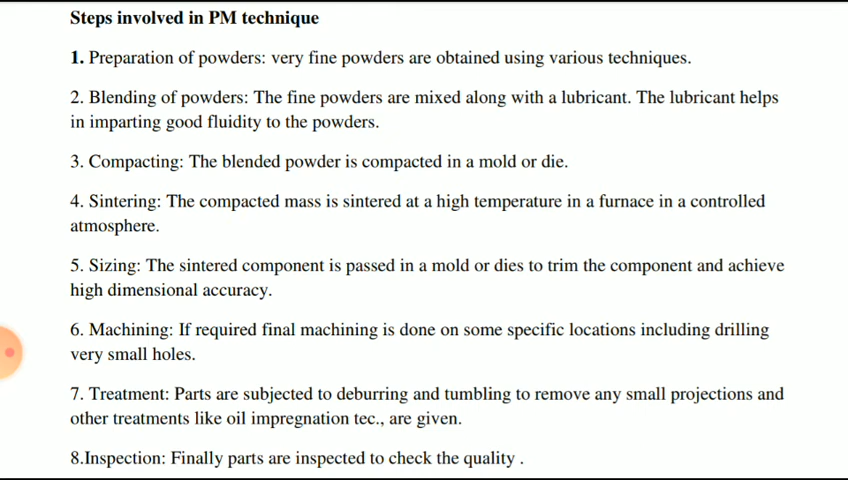 Steps involved in PM technique
1. Preparation of powders: very fine powders are obtained using various techniques.
2. Blending of powders: The fine powders are mixed along with a lubricant. The lubricant helps
in imparting good fluidity to the powders.
3. Compacting: The blended powder is compacted in a mold or die.
4. Sintering: The compacted mass is sintered at a high temperature in a furnace in a controlled
atmosphere.
5. Sizing: The sintered component is passed in a mold or dies to trim the component and achieve
high dimensional accuracy.
6. Machining: If required final machining is done on some specific locations including drilling
very small holes.
7. Treatment: Parts are subjected to deburring and tumbling to remove any small projections and
other treatments like oil impregnation tec., are given.
8.Inspection: Finally parts are inspected to check the quality .